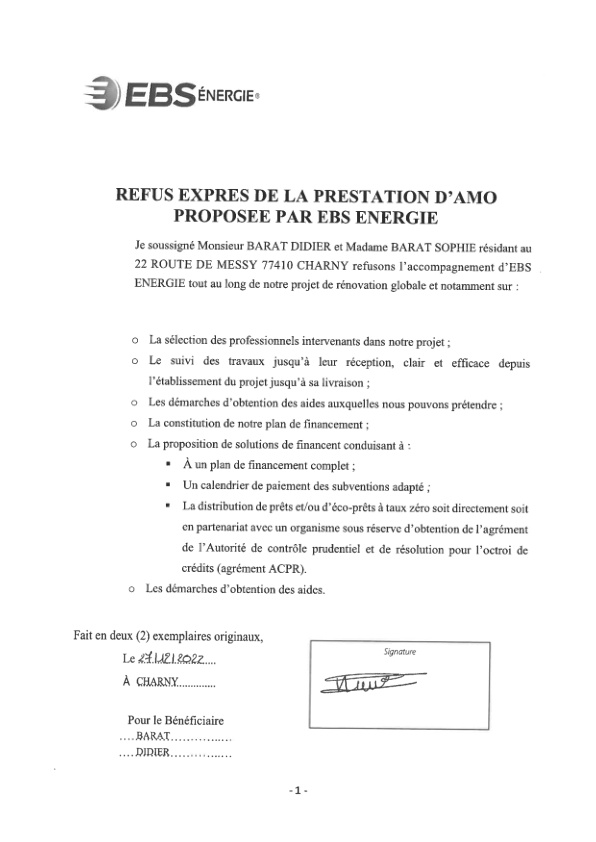 EBS ÉNERGIE®
REFUS EXPRES DE LA PRESTATION D'AMO
PROPOSEE PAR EBS ENERGIE
Je soussigné Monsieur BARAT DIDIER et Madame BARAT SOPHIE résidant au
22 ROUTE DE MESSY 77410 CHARNY refusons l'accompagnement d'EBS
ENERGIE tout au long de notre projet de rénovation globale et notamment sur :
o La sélection des professionnels intervenants dans notre projet ;
o Le suivi des travaux jusqu'à leur réception, clair et efficace depuis
l'établissement du projet jusqu'à sa livraison ;
o Les démarches d'obtention des aides auxquelles nous pouvons prétendre ;
o La constitution de notre plan de financement ;
o La proposition de solutions de financent conduisant à :
▪ À un plan de financement complet ;
▪ Un calendrier de paiement des subventions adapté ;
▪ La distribution de prêts et/ou d'éco-prêts à taux zéro soit directement soit
en partenariat avec un organisme sous réserve d'obtention de l'agrément
de l'Autorité de contrôle prudentiel et de résolution pour l'octroi de
crédits (agrément ACPR).
o Les démarches d'obtention des aides.
Fait en deux (2) exemplaires originaux,
Le 27/12/2022....
À CHARNY..............
Signature
Pour le Bénéficiaire
....BARAT...............
....DIDIER...............
- 1 -